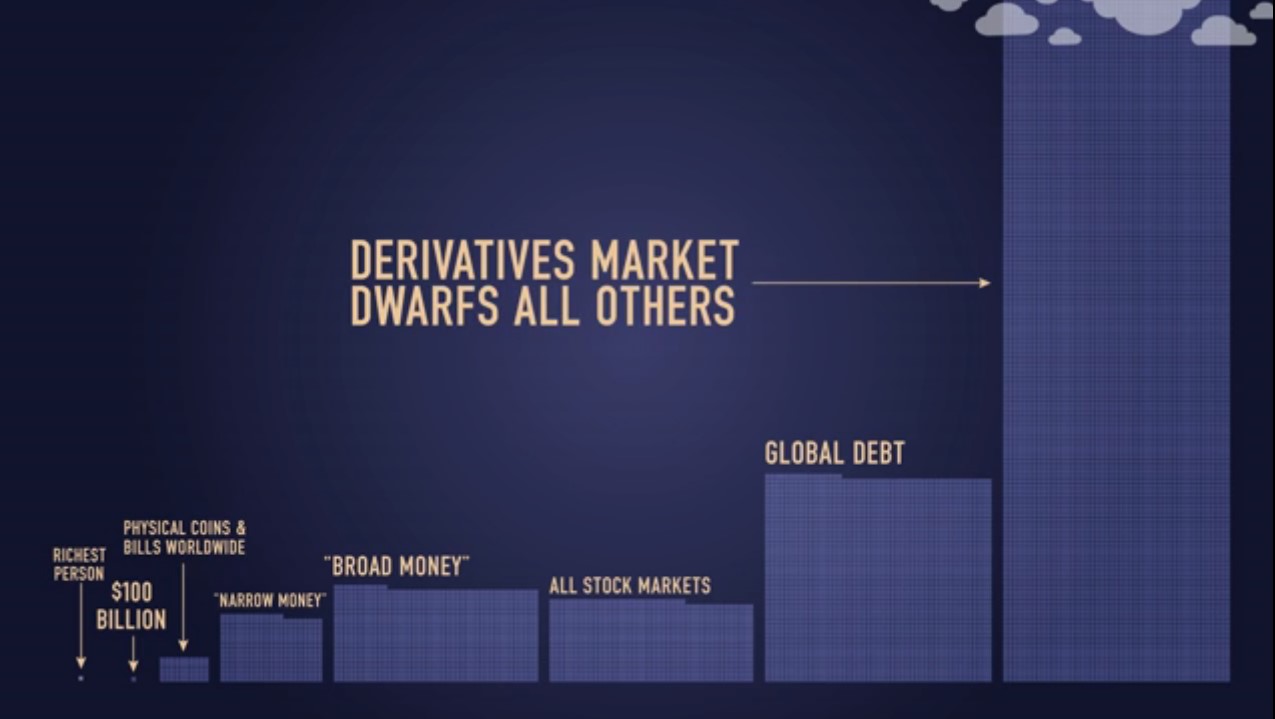 DERIVATIVES MARKET
DWARFS ALL OTHERS
GLOBAL DEBT
PHYSICAL COINS &
BILLS WORLDWIDE
RICHEST
PERSON
$100
BILLION
"NARROW MONEY"
"BROAD MONEY"
ALL STOCK MARKETS